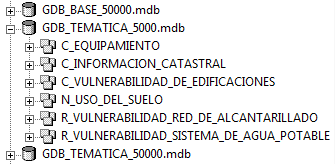 GDB_BASE_50000.mdb
GDB_TEMATICA_5000.mdb
C_EQUIPAMIENTO
C_INFORMACION_CATASTRAL
C_VULNERABILIDAD_DE_EDIFICACIONES
N_USO_DEL_SUELO
R_VULNERABILIDAD_RED_DE_ALCANTARILLADO
R_VULNERABILIDAD_SISTEMA_DE_AGUA_POTABLE
GDB_TEMATICA_50000.mdb